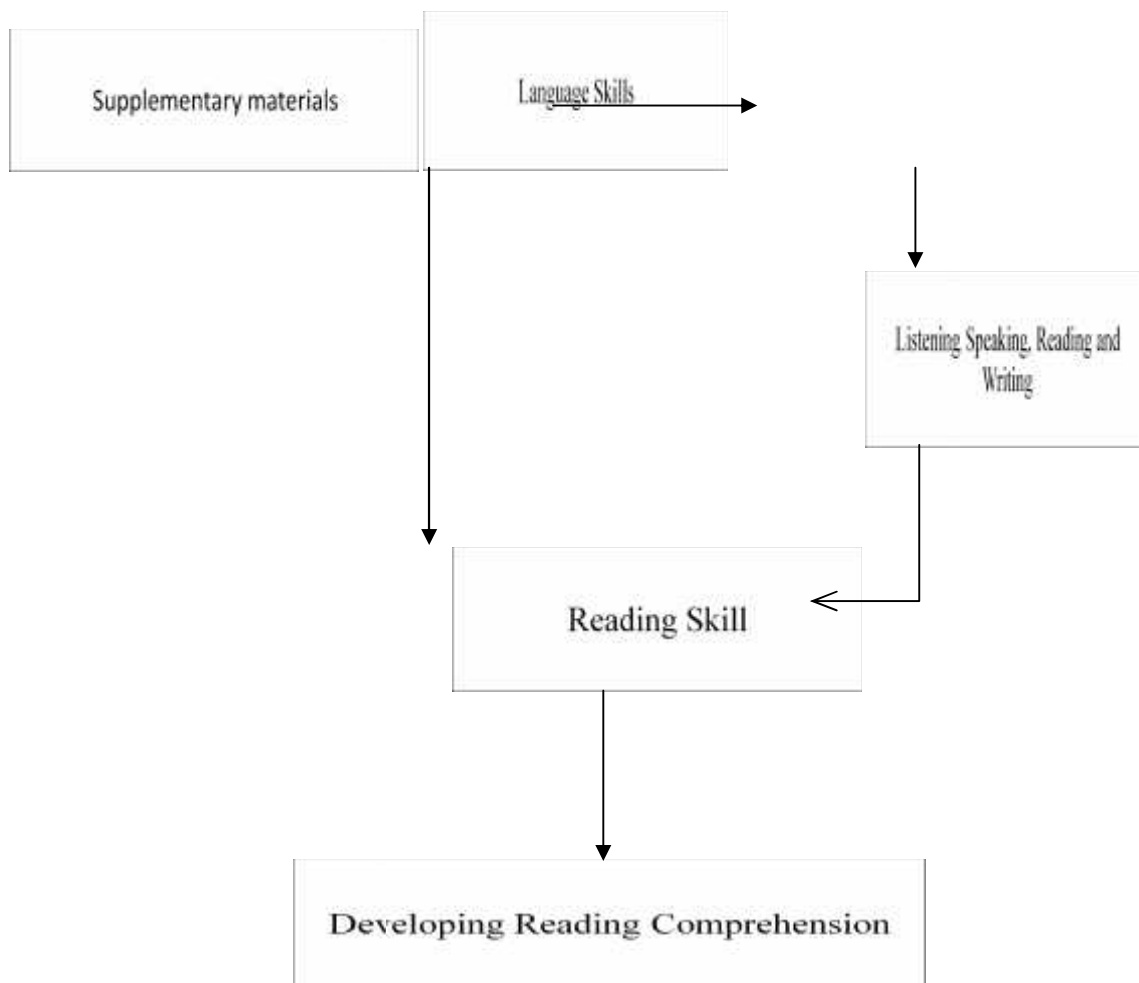 Supplementary materials
Language Skills
Listening Speaking, Reading and
Writing
Reading Skill
Developing Reading Comprehension